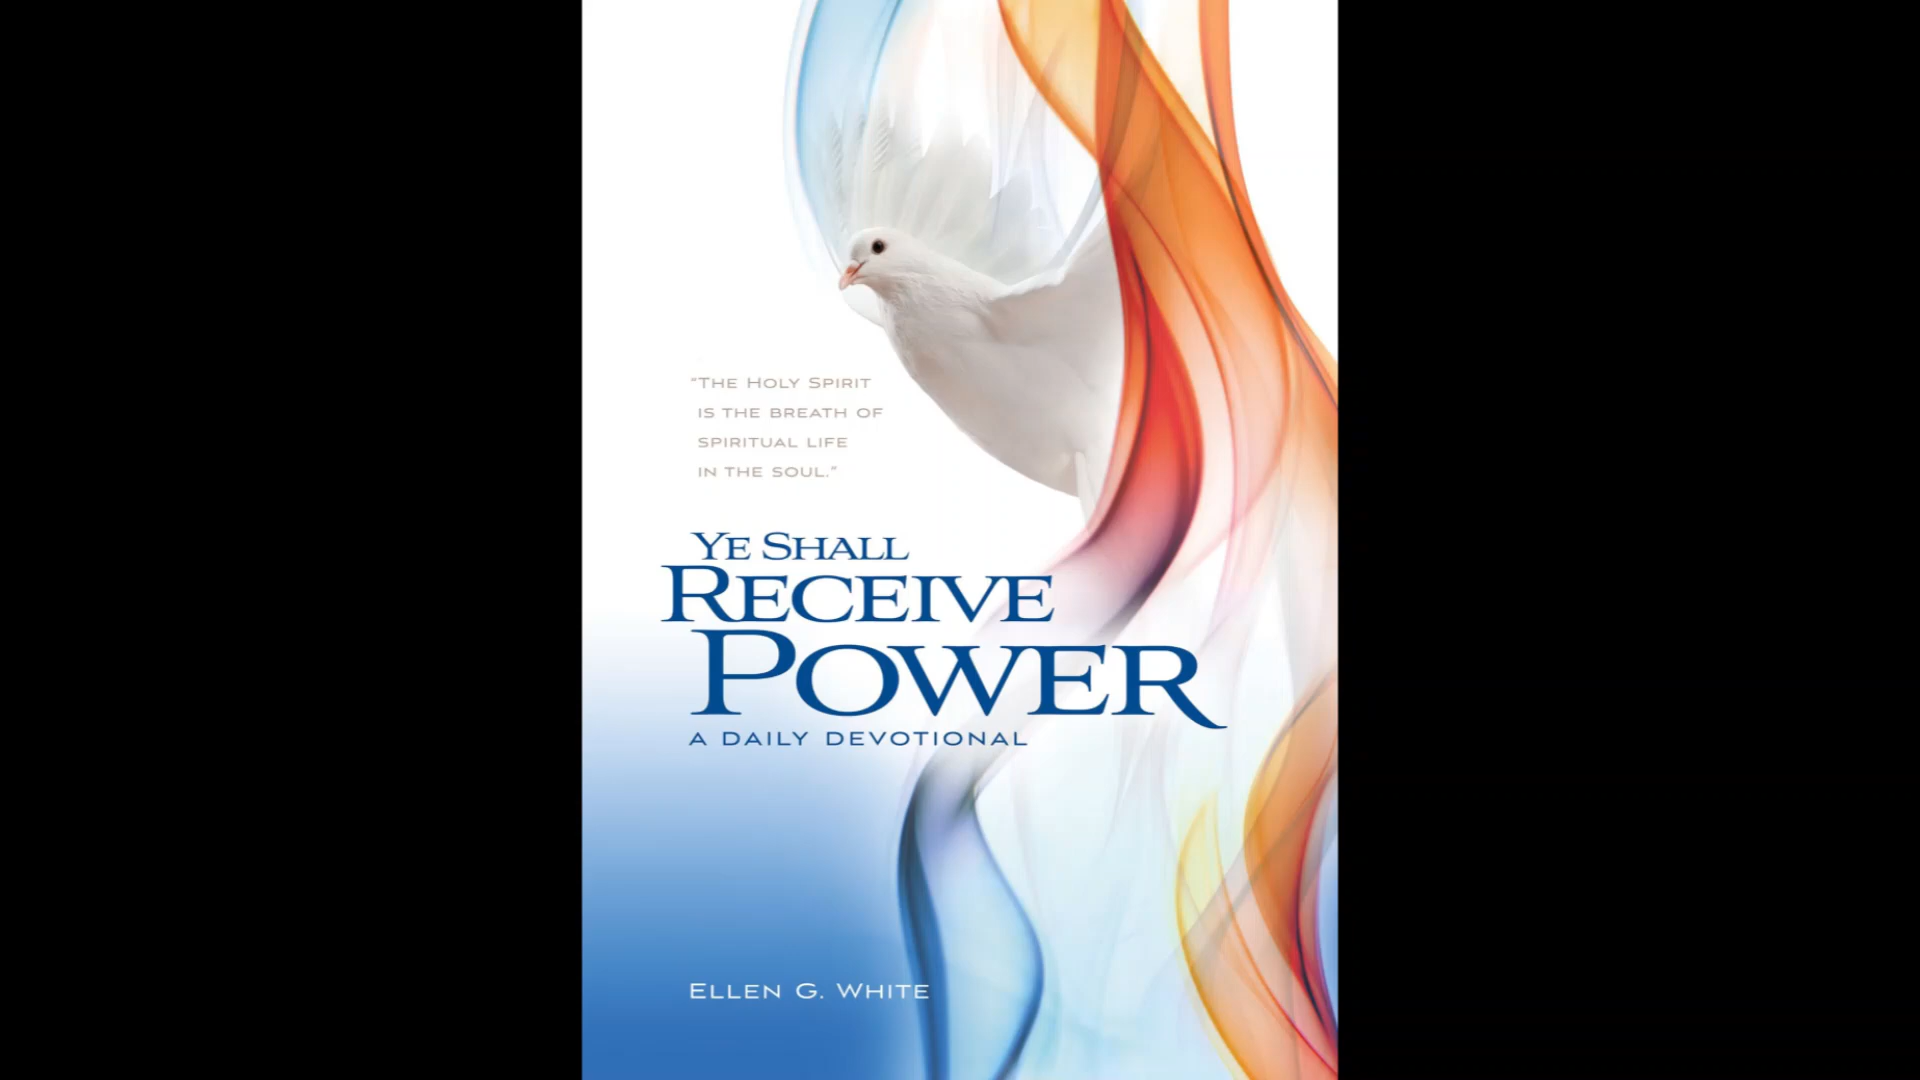 “The Holy Spirit
is the breath of
spiritual life
in the soul.”
Ye Shall
Receive
Power
A Daily Devotional
Ellen G. White